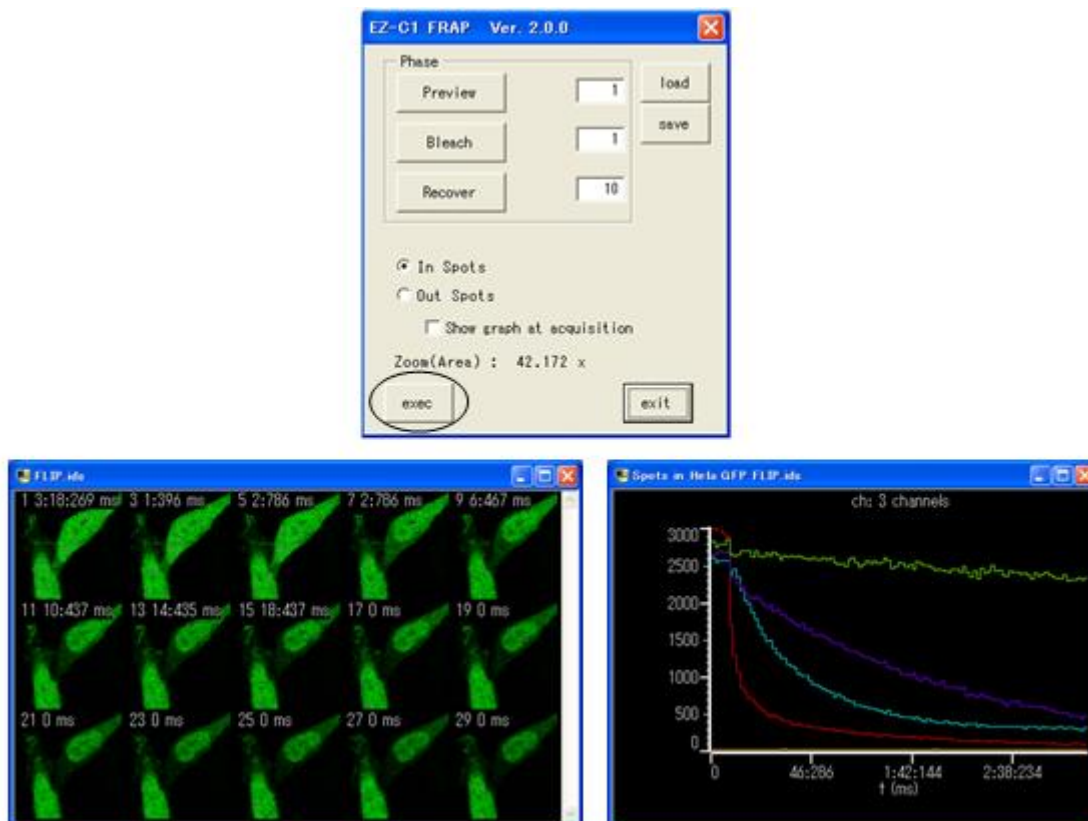 EZ-C1 FRAP Ver. 2.0.0
Phase
Preview 1
load
Bleach 1
save
Recover 10
In Spots
Out Spots
Show graph at acquisition
Zoom(Area) : 42.172 x
exec
exit
FLIP.ids
1 3:18:269 ms 3 1:396 ms 5 2:786 ms 7 2:786 ms 9 6:467 ms
11 10:437 ms 13 14:435 ms 15 18:437 ms 17 0 ms 19 0 ms
21 0 ms 23 0 ms 25 0 ms 27 0 ms 29 0 ms
Spots in Hela GFP FLIP.ids
ch: 3 channels
3000
2500
2000
1500
1000
500
0
0 46:286 1:42:144 2:38:234
t (ms)